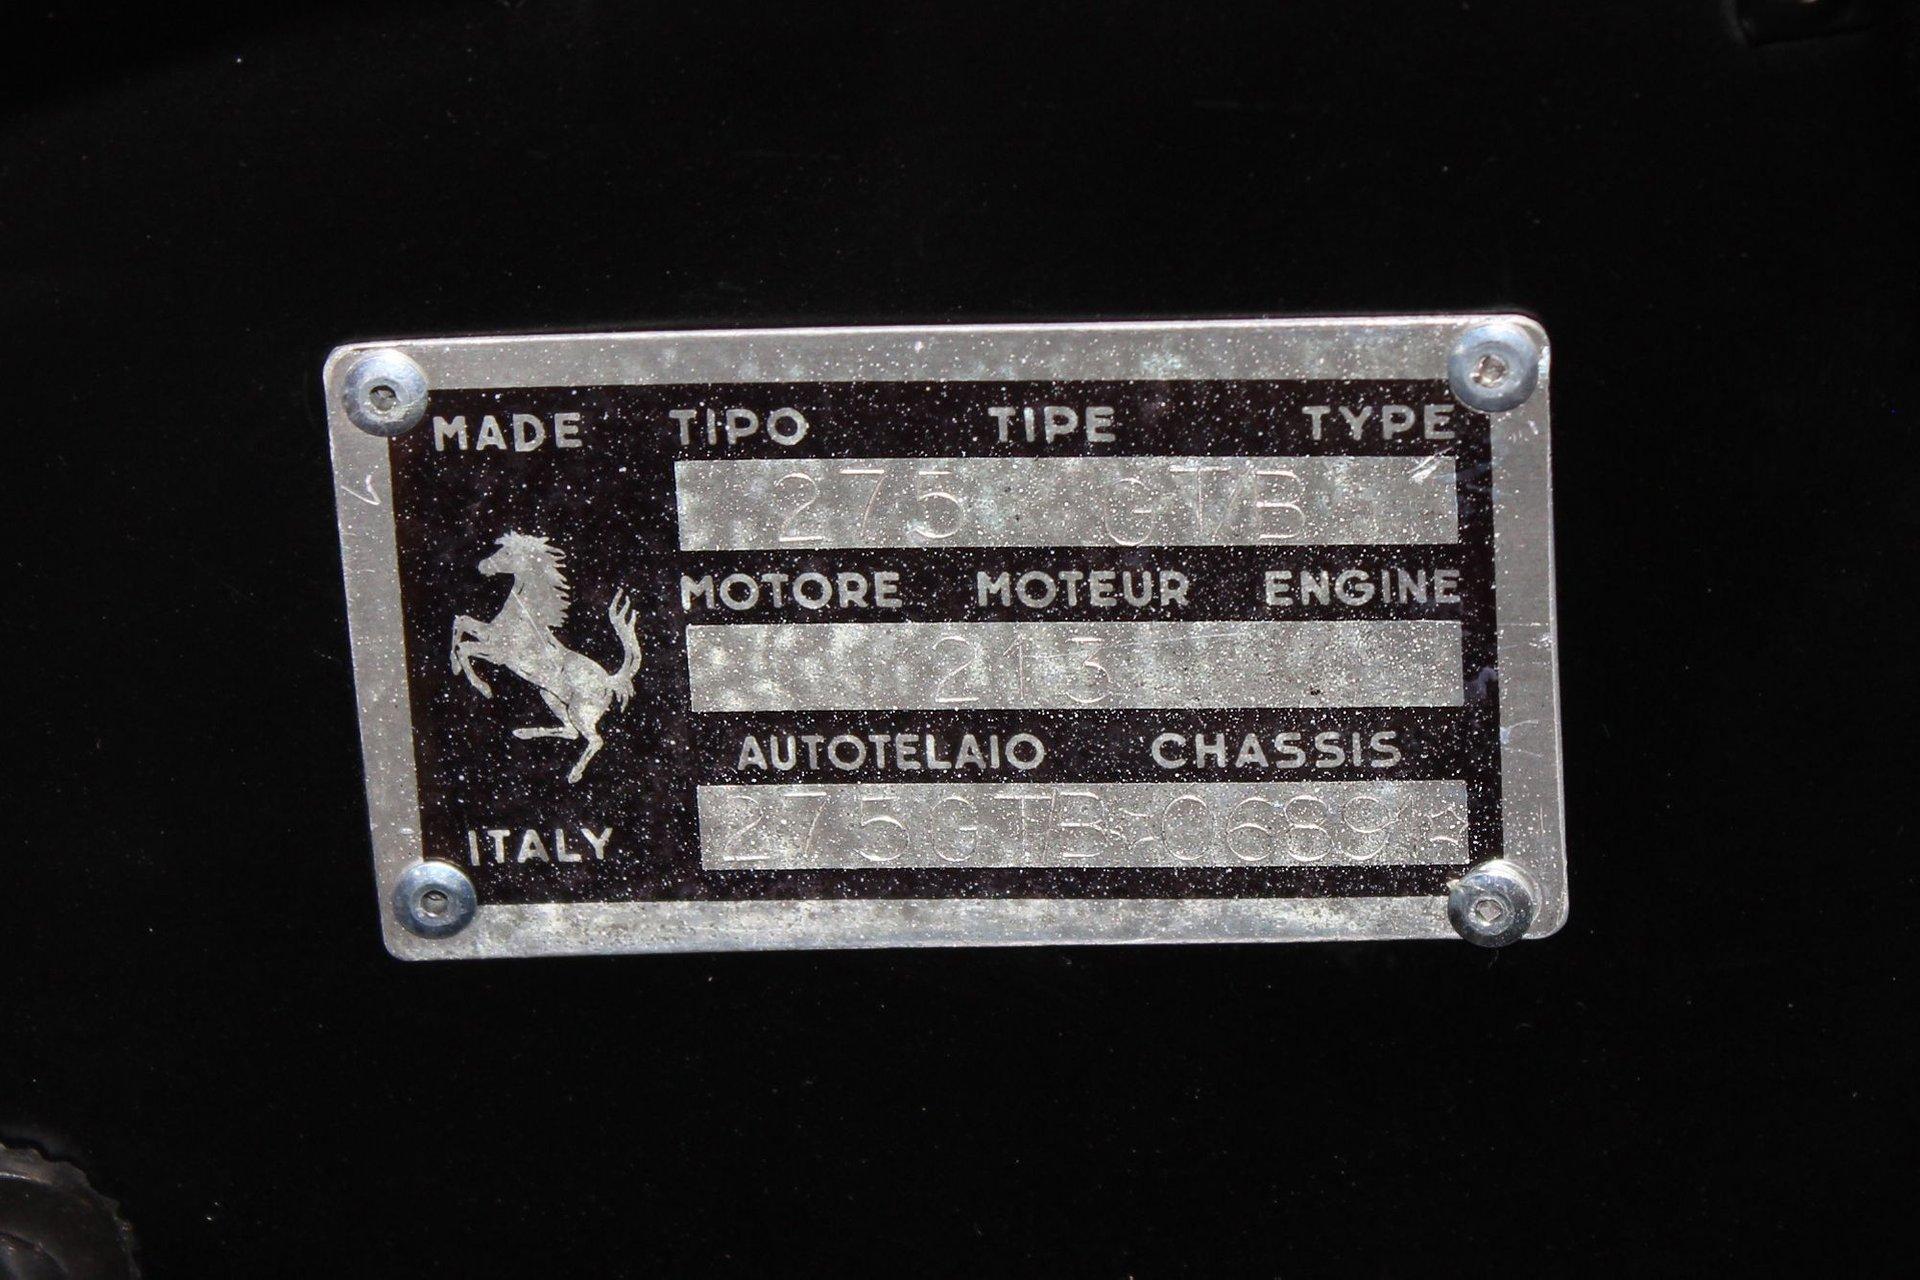 MADE TIPO TIPE TYPE
275 GTB
MOTORE MOTEUR ENGINE
213
AUTOTELAIO CHASSIS
275GTB☆06891☆
ITALY